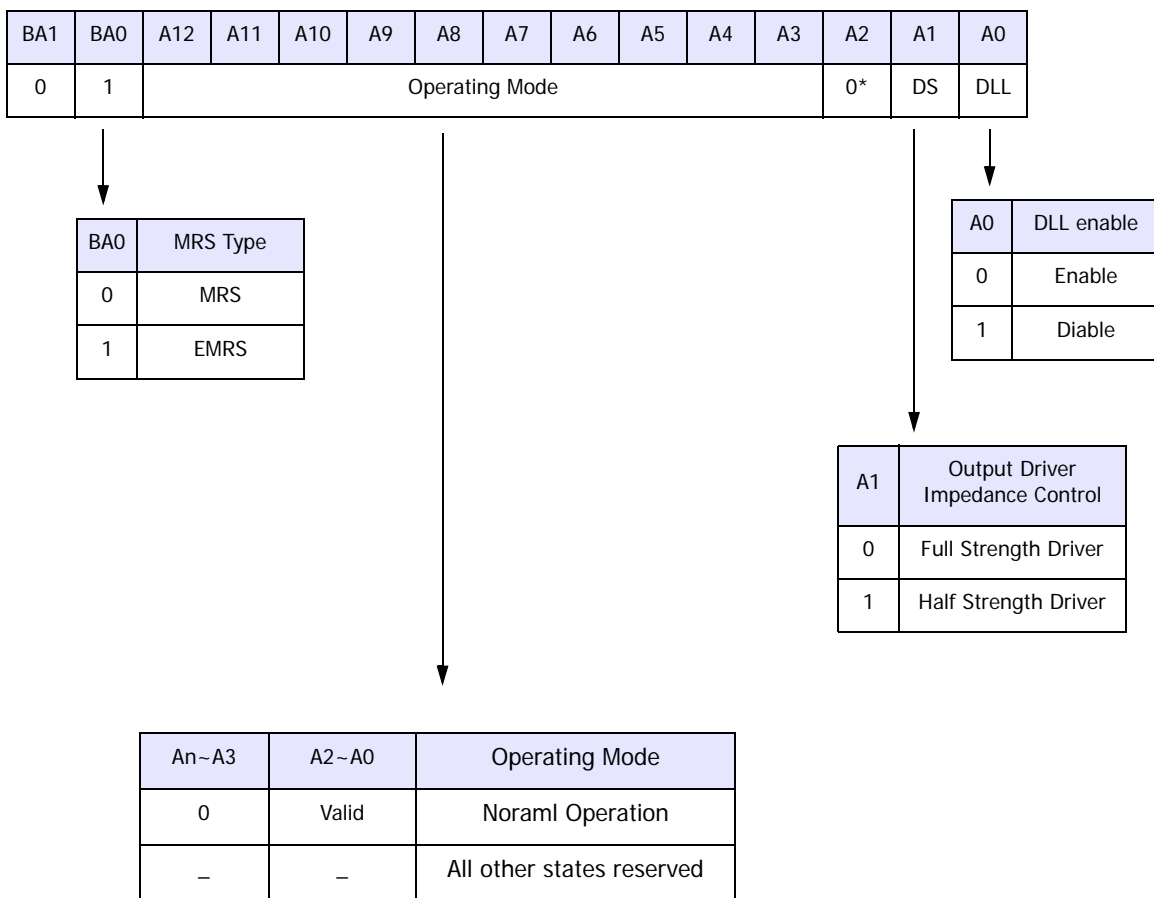 BA1 BA0 A12 A11 A10 A9 A8 A7 A6 A5 A4 A3 A2 A1 A0
0 1 Operating Mode 0* DS DLL
BA0 MRS Type
0 MRS
1 EMRS
A0 DLL enable
0 Enable
1 Diable
A1 Output Driver
Impedance Control
0 Full Strength Driver
1 Half Strength Driver
An~A3 A2~A0 Operating Mode
0 Valid Noraml Operation
_ _ All other states reserved